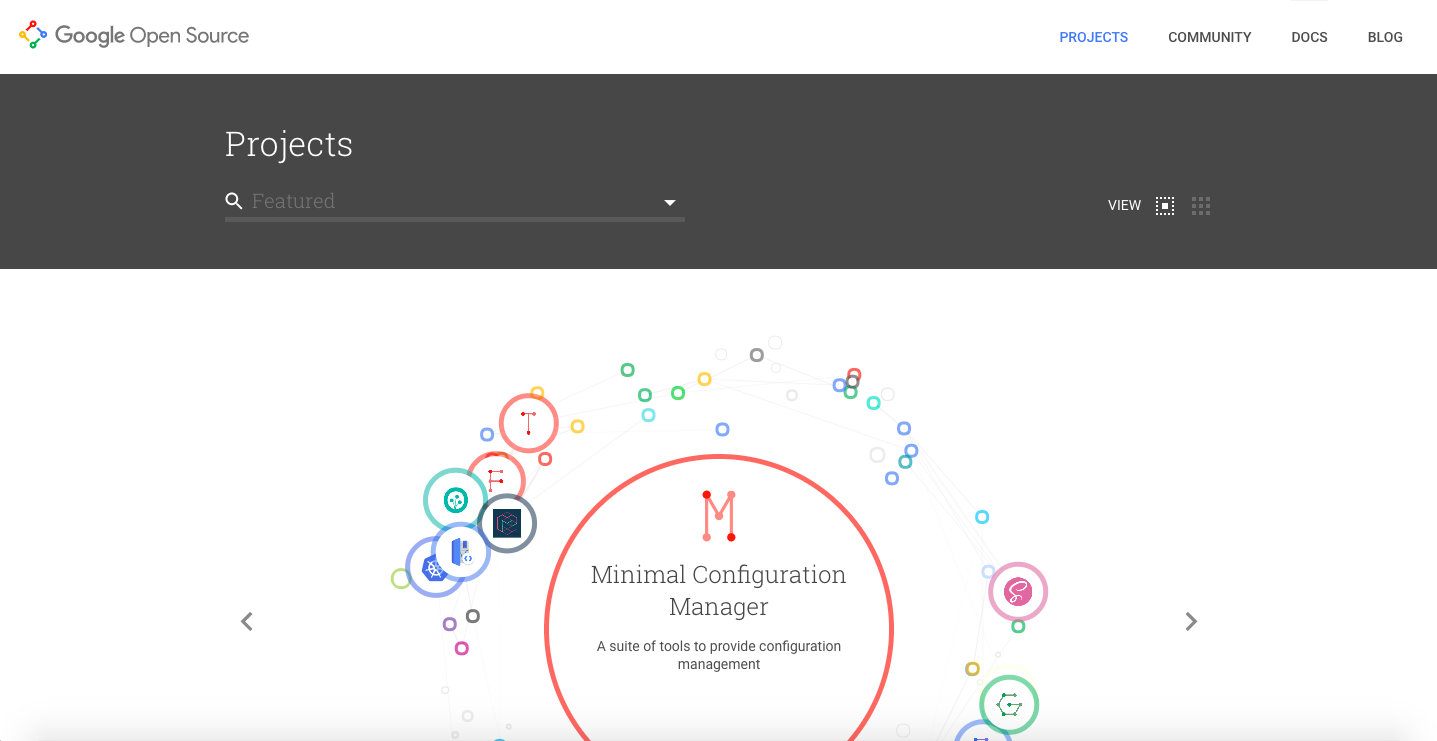 Google Open Source
PROJECTS
COMMUNITY
DOCS
BLOG
Projects
Featured
VIEW
T
F
M
Minimal Configuration
Manager
A suite of tools to provide configuration
management
G